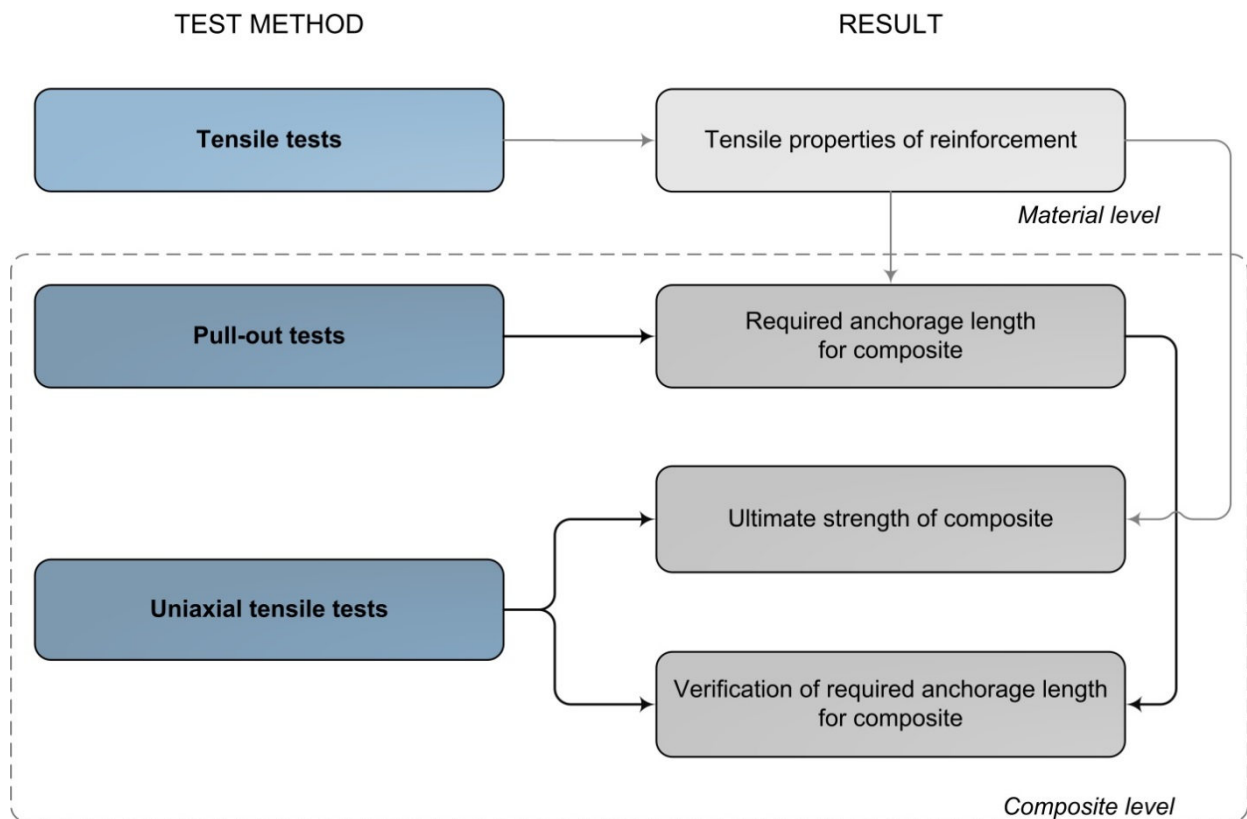 TEST METHOD
RESULT
Tensile tests
Tensile properties of reinforcement
Material level
Pull-out tests
Required anchorage length
for composite
Ultimate strength of composite
Uniaxial tensile tests
Verification of required anchorage length
for composite
Composite level